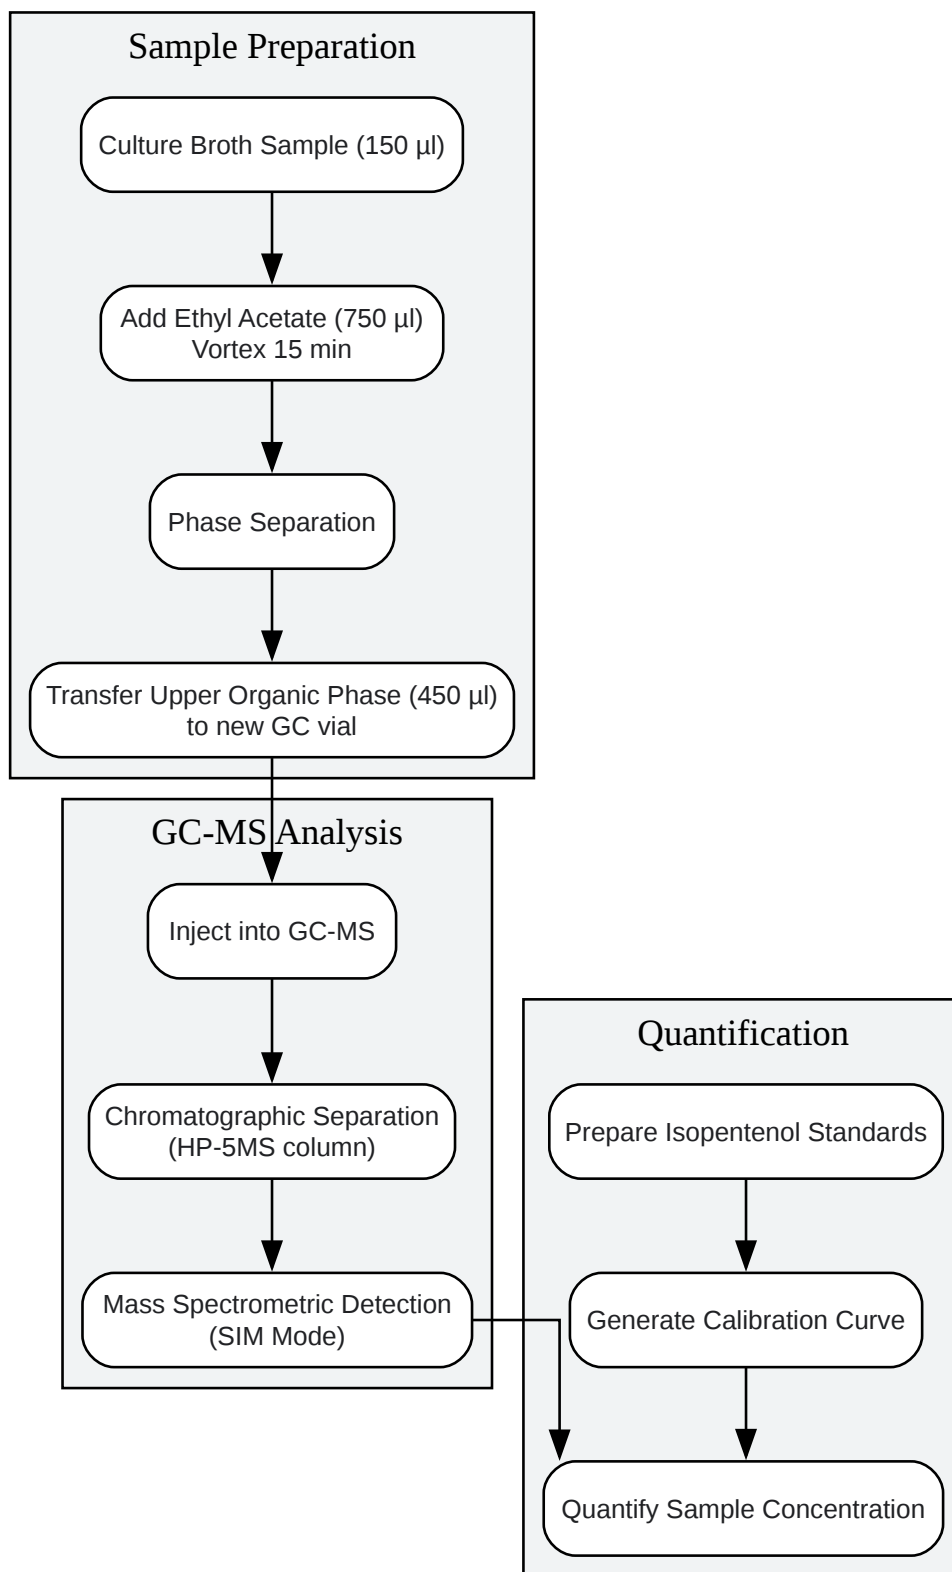 Sample Preparation
Culture Broth Sample (150 µl)
Add Ethyl Acetate (750 µl)
Vortex 15 min
Phase Separation
Transfer Upper Organic Phase (450 µl)
to new GC vial
GC-MS Analysis
Inject into GC-MS
Chromatographic Separation
(HP-5MS column)
Mass Spectrometric Detection
(SIM Mode)
Quantification
Prepare Isopentenol Standards
Generate Calibration Curve
Quantify Sample Concentration